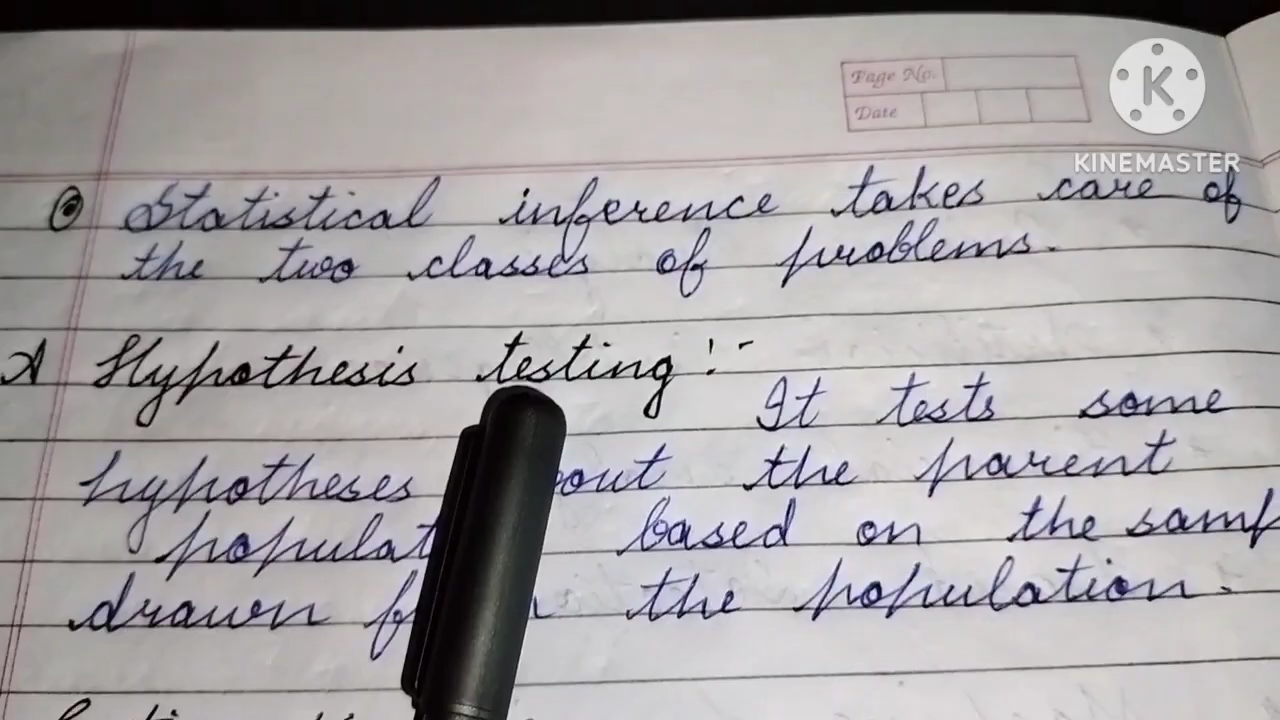 Page No.
Date
K
KINEMASTER
Statistical inference takes care of
the two classes of problems.
A Hypothesis testing :-
It tests some
hypotheses the parent
based on the
drawn the population.